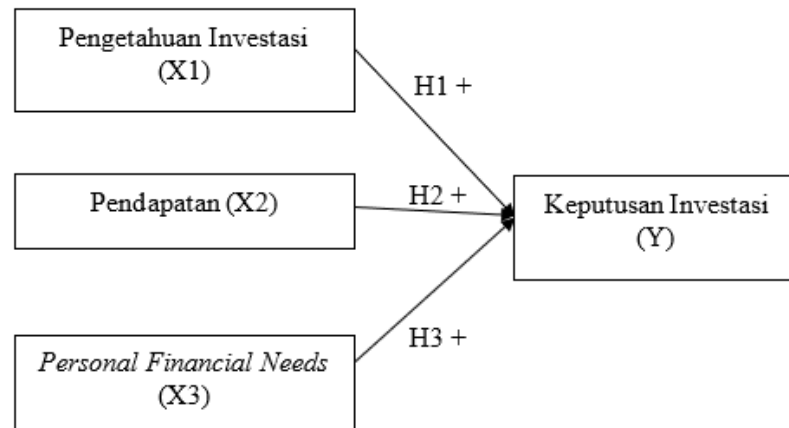 Pengetahuan Investasi
(X1)
H1 +
Pendapatan (X2)
H2 +
Keputusan Investasi
(Y)
H3 +
Personal Financial Needs
(X3)